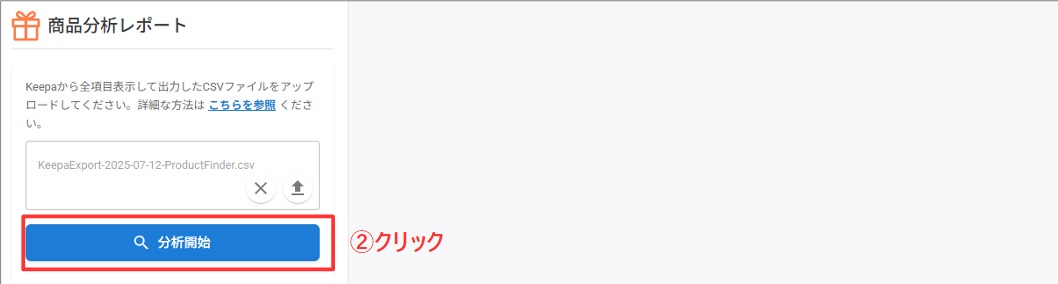 商品分析レポート
Keepaから全項目表示して出力したCSVファイルをアップ
ロードしてください。詳細な方法は こちらを参照 くださ
い。
KeepaExport-2025-07-12-ProductFinder.csv
分析開始
②クリック